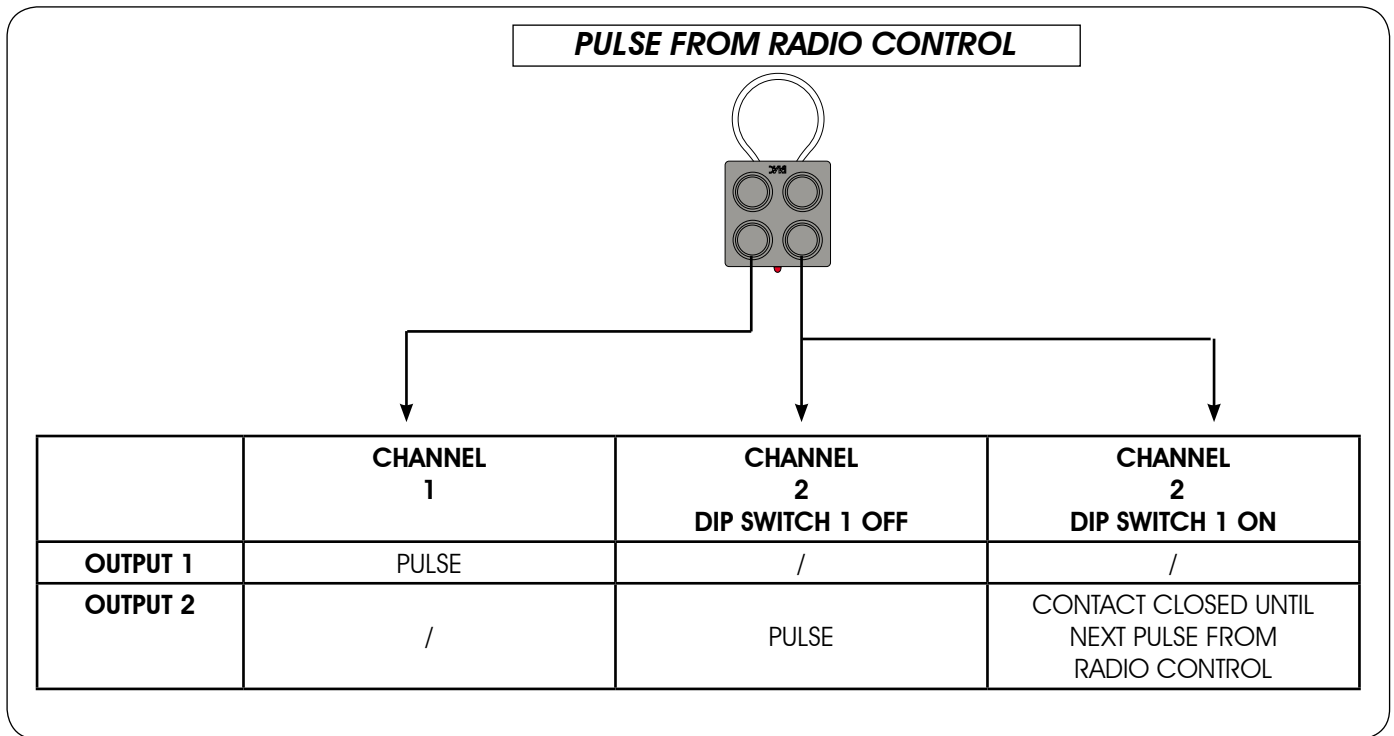 PULSE FROM RADIO CONTROL
CHANNEL
1
CHANNEL
2
DIP SWITCH 1 OFF
CHANNEL
2
DIP SWITCH 1 ON
OUTPUT 1
PULSE
/
/
OUTPUT 2
/
PULSE
CONTACT CLOSED UNTIL
NEXT PULSE FROM
RADIO CONTROL